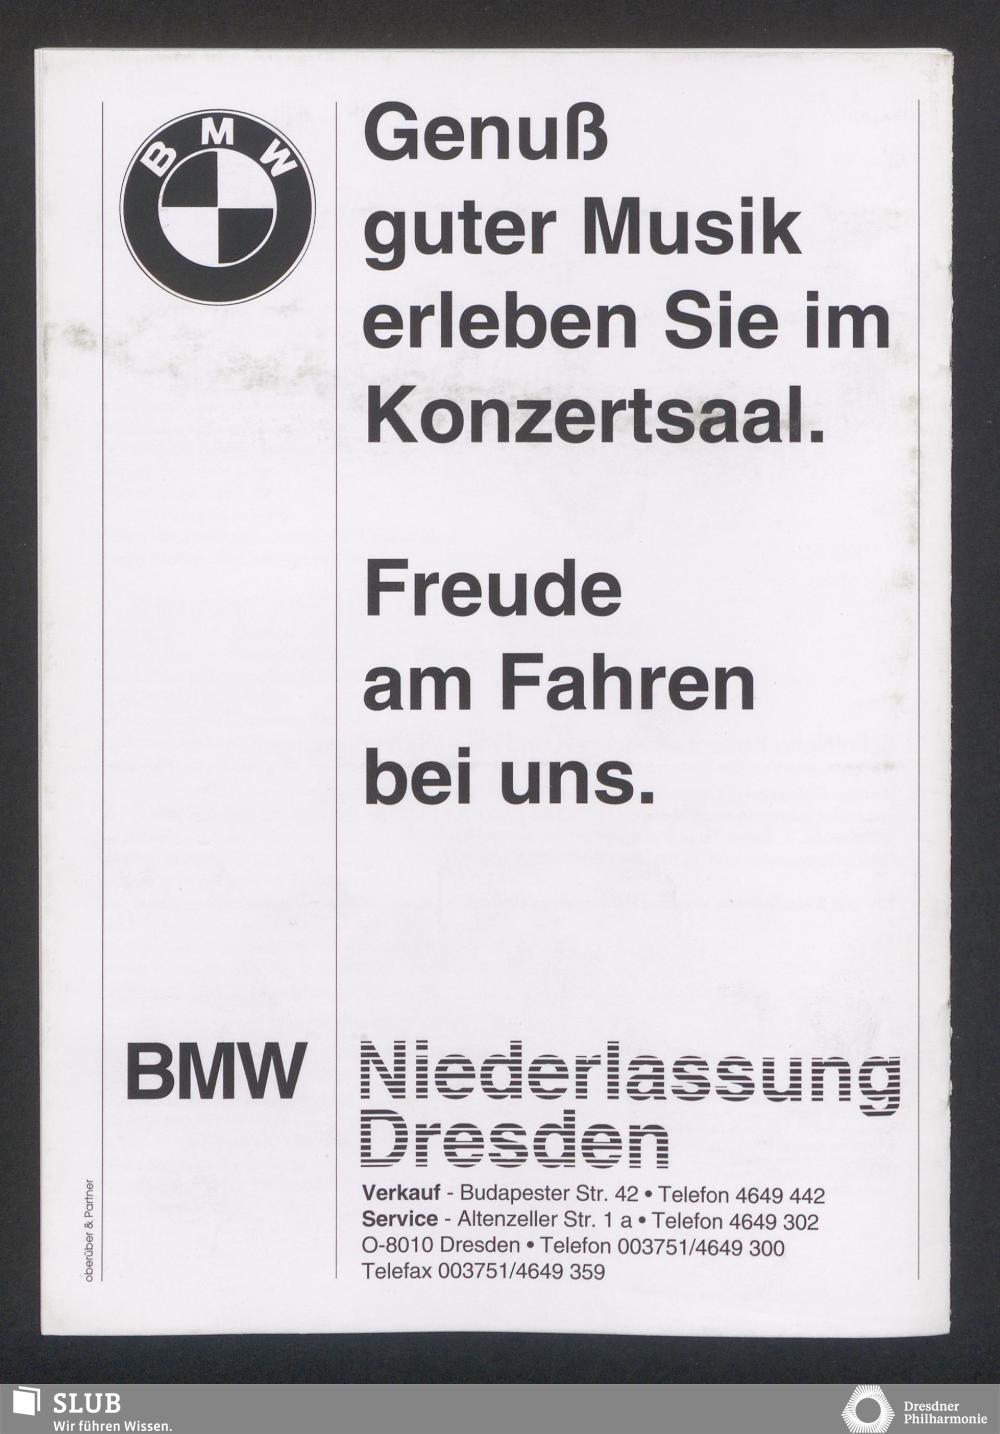 BMW
Genuß
guter Musik
erleben Sie im
Konzertsaal.
Freude
am Fahren
bei uns.
BMW Niederlassung
Dresden
Verkauf - Budapester Str. 42 • Telefon 4649 442
Service - Altenzeller Str. 1 a • Telefon 4649 302
O-8010 Dresden • Telefon 003751/4649 300
Telefax 003751/4649 359
oberüber & Partner
SLUB
Wir führen Wissen.
Dresdner
Philharmonie